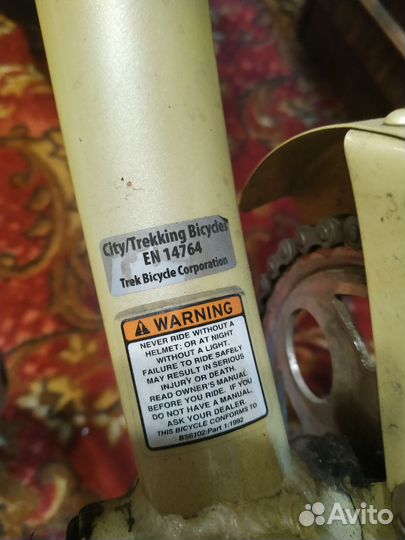 City/Trekking Bicycles
EN 14764
Trek Bicycle Corporation
WARNING
NEVER RIDE WITHOUT A
HELMET; OR AT NIGHT
WITHOUT A LIGHT.
FAILURE TO RIDE SAFELY
MAY RESULT IN SERIOUS
INJURY OR DEATH.
READ OWNER'S MANUAL
BEFORE YOU RIDE. IF YOU
DO NOT HAVE A MANUAL,
ASK YOUR DEALER.
THIS BICYCLE CONFORMS TO
BS6102:Part 1:1992
Avito